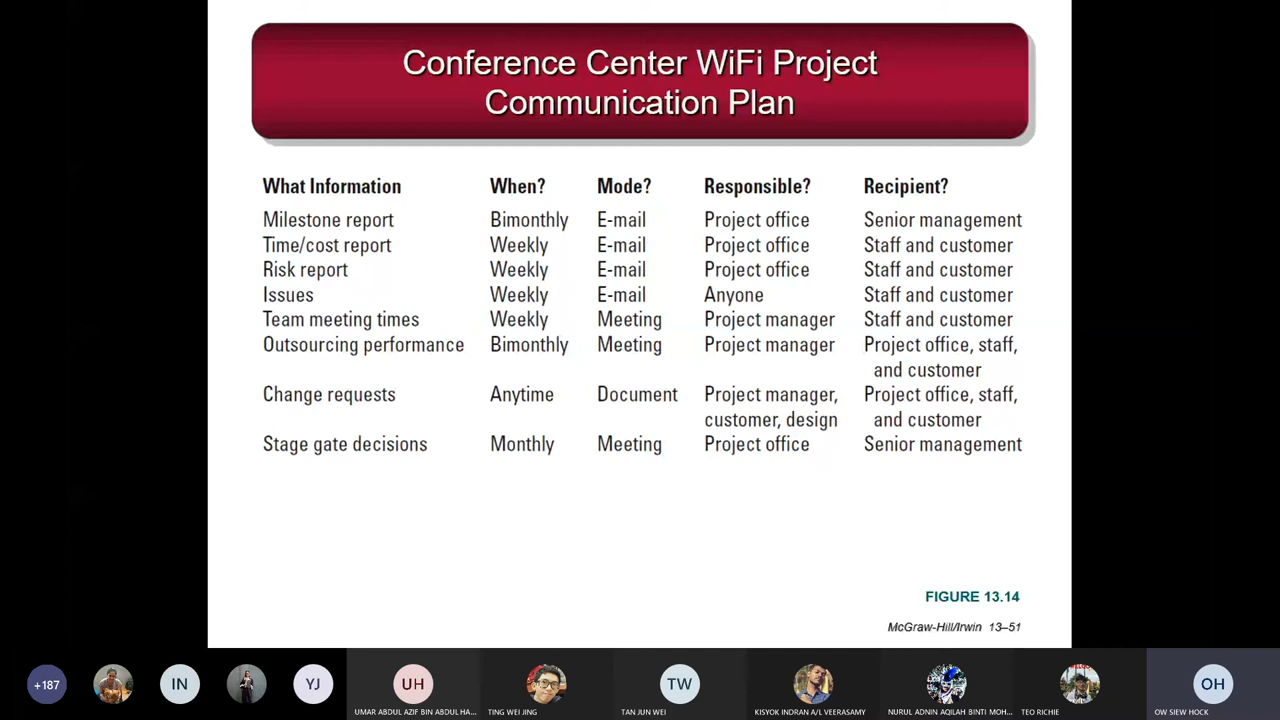 Conference Center WiFi Project
Communication Plan
What Information When? Mode? Responsible? Recipient?
Milestone report Bimonthly E-mail Project office Senior management
Time/cost report Weekly E-mail Project office Staff and customer
Risk report Weekly E-mail Project office Staff and customer
Issues Weekly E-mail Anyone Staff and customer
Team meeting times Weekly Meeting Project manager Staff and customer
Outsourcing performance Bimonthly Meeting Project manager Project office, staff,
and customer
Change requests Anytime Document Project manager, Project office, staff,
customer, design and customer
Stage gate decisions Monthly Meeting Project office Senior management
FIGURE 13.14
McGraw-Hill/Irwin 13–51
+187 IN YJ UH TW OH
UMAR ABDUL AZIF BIN ABDUL HA... TING WEI JING TAN JUN WEI KISYOK INDRAN A/L VEERASAMY NURUL ADNIN AQILAH BINTI MOH... TEO RICHIE OW SIEW HOCK